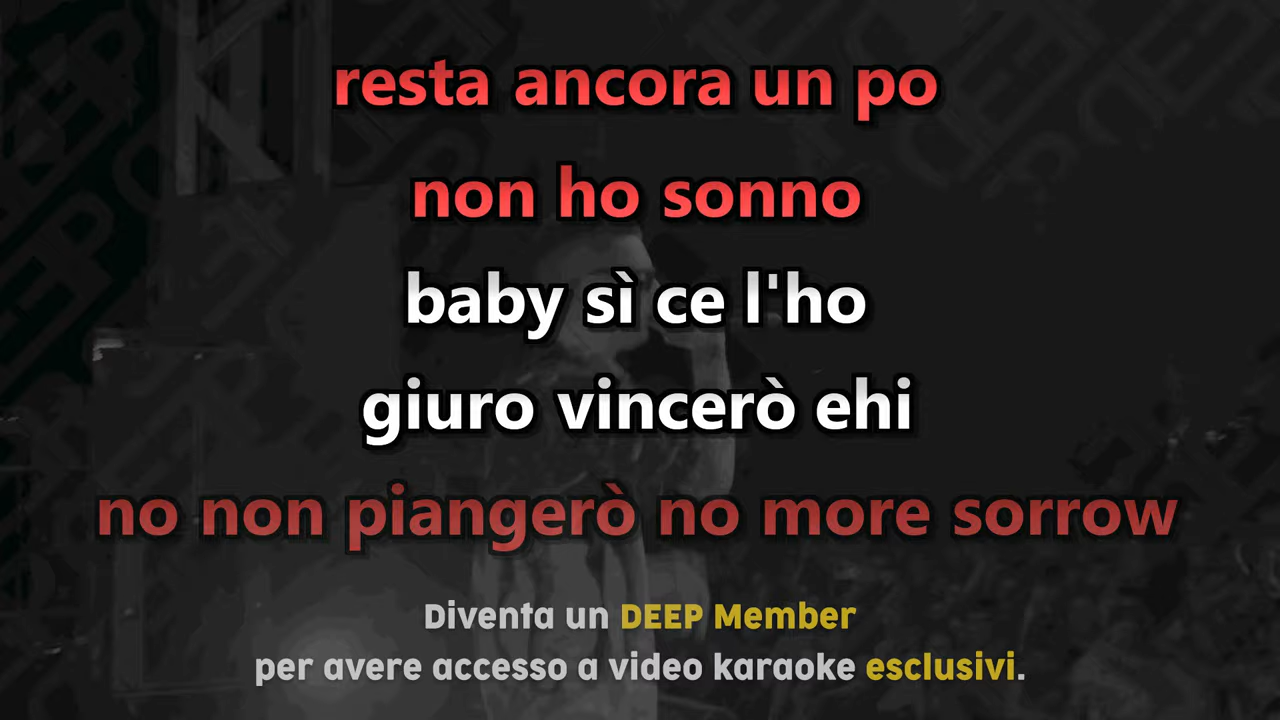 resta ancora un po
non ho sonno
baby sì ce l'ho
giuro vincerò ehi
no non piangerò no more sorrow
Diventa un DEEP Member
per avere accesso a video karaoke esclusivi.